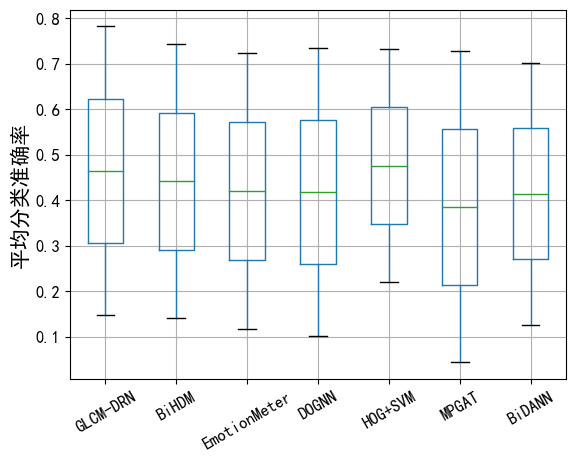 平均分类准确率
0.8
0.7
0.6
0.5
0.4
0.3
0.2
0.1
GLCM-DRN
BiHDM
EmotionMeter
DOGNN
HOG+SVM
MPGAT
BiDANN